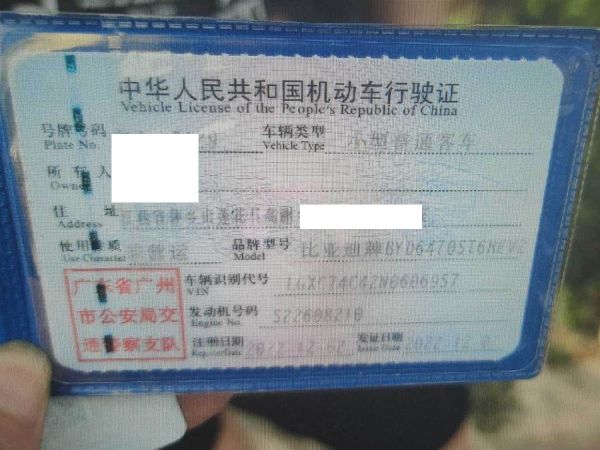 中华人民共和国机动车行驶证
Vehicle License of the People's Republic of China
号牌号码 29 车辆类型 小型普通客车
Plate No. Vehicle Type
所有人
Owner
住址
Address
使用性质 非营运 品牌型号 比亚迪牌BYD6470ST6HEV2
Use Character Model
广东省广州 车辆识别代号 LGXC74C42N0606957
VIN
市公安局交 发动机号码 S22608210
Engine No.
通警察支队 注册日期 2022-12-02 发证日期
Register Date Issue Date